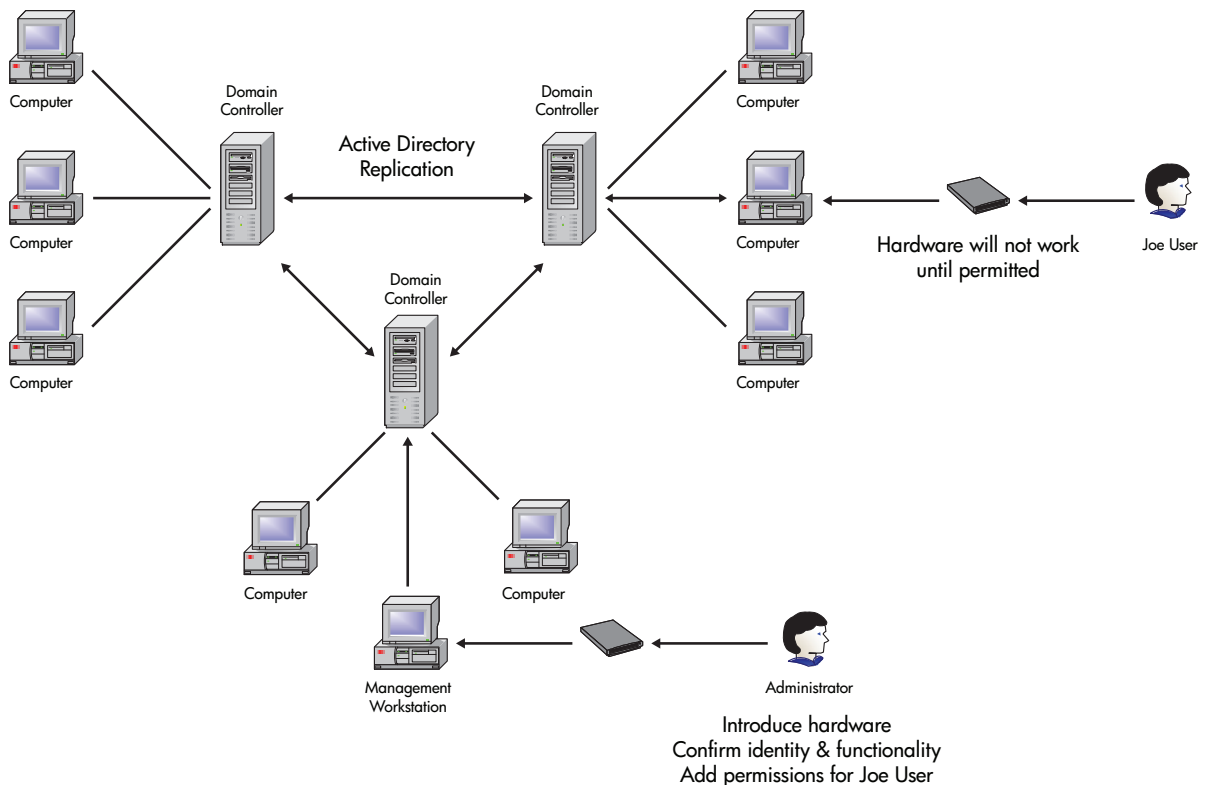 Computer
Domain
Controller
Active Directory
Replication
Domain
Controller
Computer
Computer
Computer
Hardware will not work
until permitted
Joe User
Domain
Controller
Computer
Computer
Computer
Computer
Management
Workstation
Administrator
Introduce hardware
Confirm identity & functionality
Add permissions for Joe User